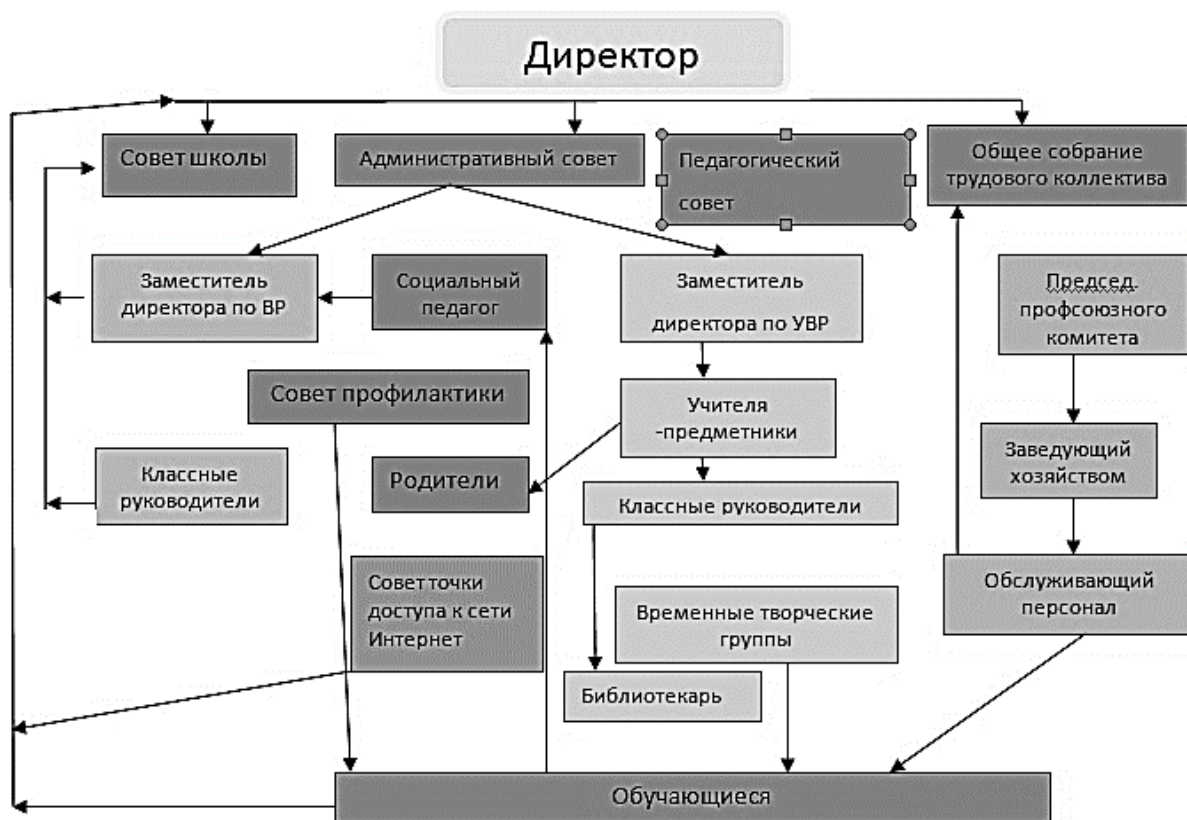 Директор
Совет школы
Административный совет
Педагогический
совет
Общее собрание
трудового коллектива
Заместитель
директора по ВР
Социальный
педагог
Заместитель
директора по УВР
Председ.
профсоюзного
комитета
Совет профилактики
Учителя
-предметники
Классные
руководители
Родители
Классные руководители
Заведующий
хозяйством
Совет точки
доступа к сети
Интернет
Временные творческие
группы
Обслуживающий
персонал
Библиотекарь
Обучающиеся